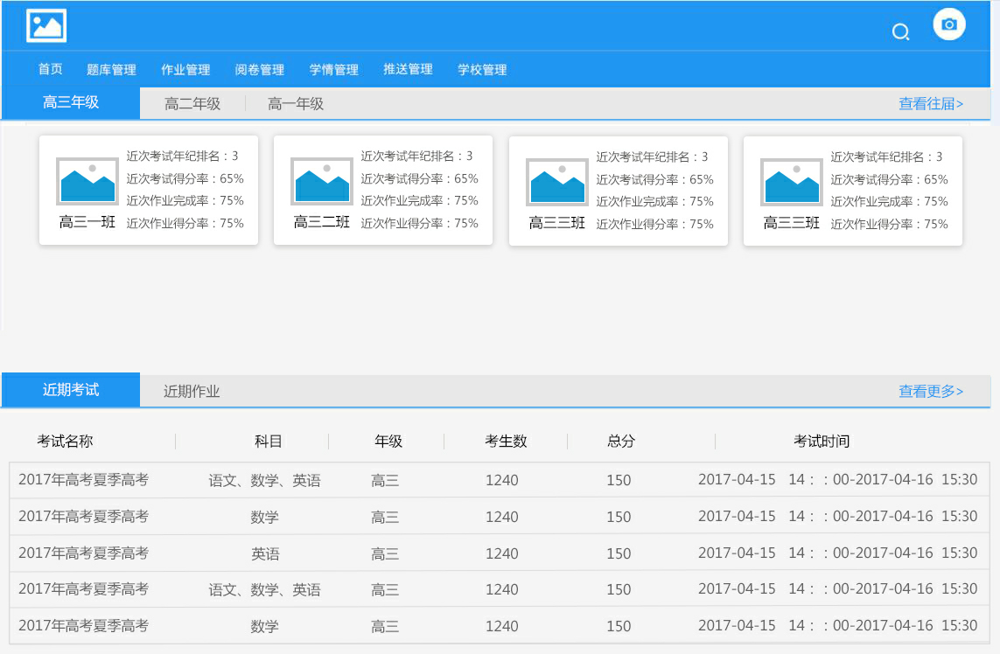 首页 题库管理 作业管理 阅卷管理 学情管理 推送管理 学校管理
高三年级 高二年级 高一年级 查看往届>
近次考试年纪排名：3
近次考试得分率：65%
近次作业完成率：75%
高三一班 近次作业得分率：75%
近次考试年纪排名：3
近次考试得分率：65%
近次作业完成率：75%
高三二班 近次作业得分率：75%
近次考试年纪排名：3
近次考试得分率：65%
近次作业完成率：75%
高三三班 近次作业得分率：75%
近次考试年纪排名：3
近次考试得分率：65%
近次作业完成率：75%
高三三班 近次作业得分率：75%
近期考试 近期作业 查看更多>
考试名称 科目 年级 考生数 总分 考试时间
2017年高考夏季高考 语文、数学、英语 高三 1240 150 2017-04-15 14：：00-2017-04-16 15:30
2017年高考夏季高考 数学 高三 1240 150 2017-04-15 14：：00-2017-04-16 15:30
2017年高考夏季高考 英语 高三 1240 150 2017-04-15 14：：00-2017-04-16 15:30
2017年高考夏季高考 语文、数学、英语 高三 1240 150 2017-04-15 14：：00-2017-04-16 15:30
2017年高考夏季高考 数学 高三 1240 150 2017-04-15 14：：00-2017-04-16 15:30